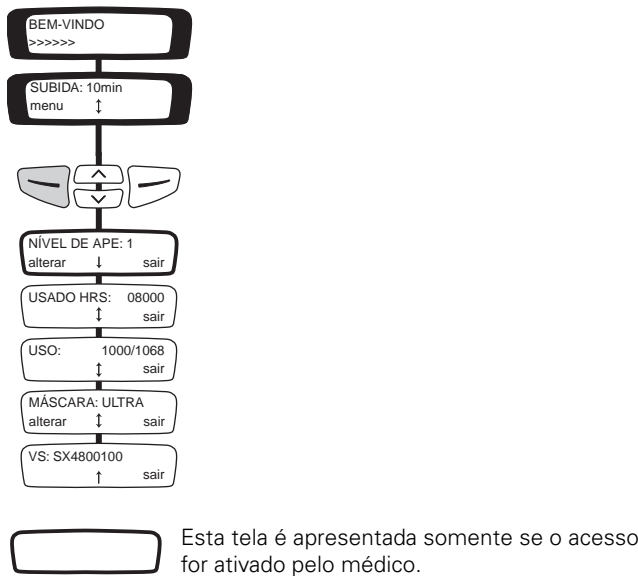 BEM-VINDO
>>>>>>
SUBIDA: 10min
menu ↕
NÍVEL DE APE: 1
alterar ↓ sair
USADO HRS: 08000
↕ sair
USO: 1000/1068
↕ sair
MÁSCARA: ULTRA
alterar ↕ sair
VS: SX4800100
↑ sair
Esta tela é apresentada somente se o acesso
for ativado pelo médico.